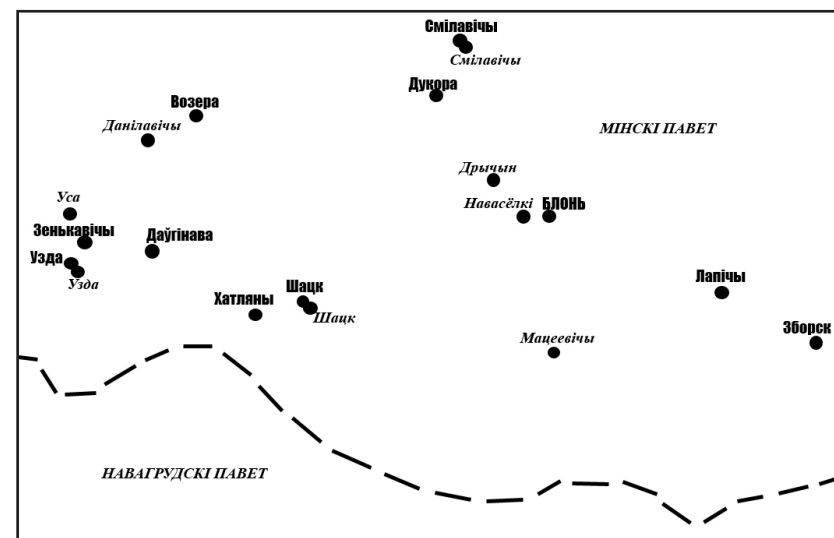 Смілавічы
Смілавічы
Дукора
Возера
Данілавічы
МІНСКІ ПАВЕТ
Дрычын
Уса
Навасёлкі
БЛОНЬ
Зенькавічы
Даўгінава
Узда
Узда
Лапічы
Шацк
Хатляны
Шацк
Зборск
Мацеевічы
НАВАГРУДСКІ ПАВЕТ